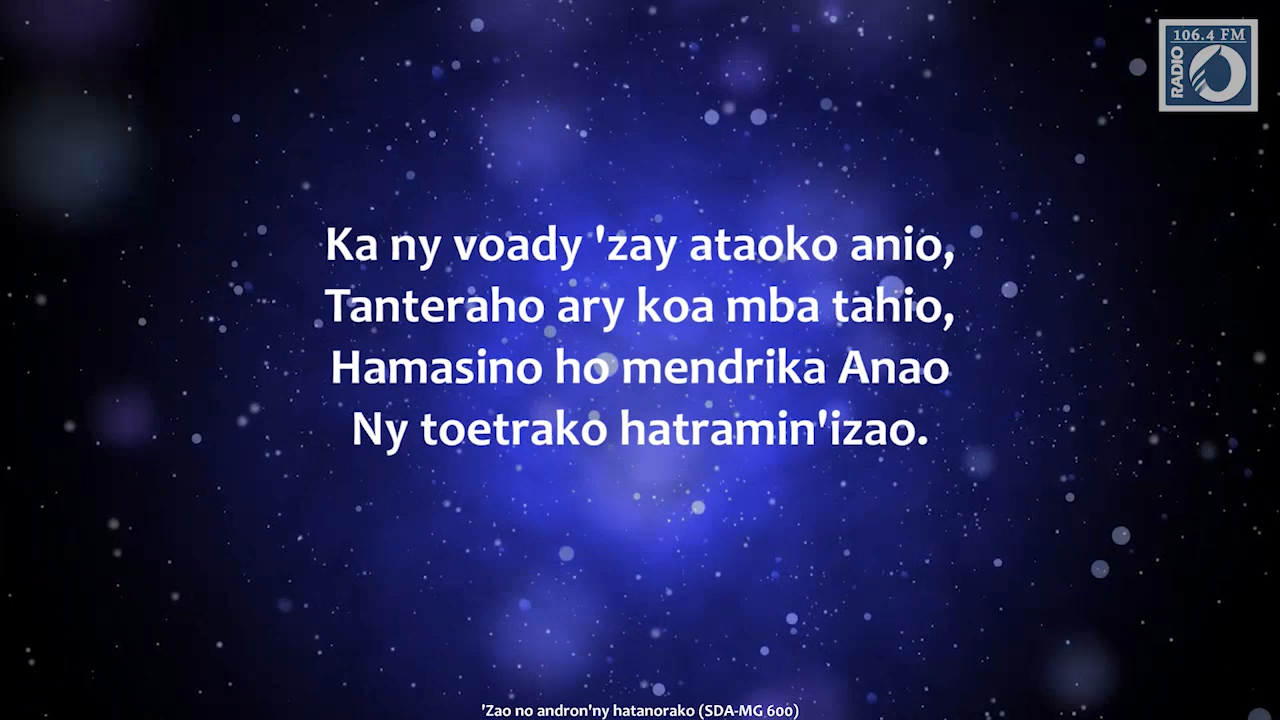 106.4 FM
RADIO
Ka ny voady 'zay ataoko anio,
Tanteraho ary koa mba tahio,
Hamasino ho mendrika Anao
Ny toetrako hatramin'izao.
'Zao no andron'ny hatanorako (SDA-MG 600)